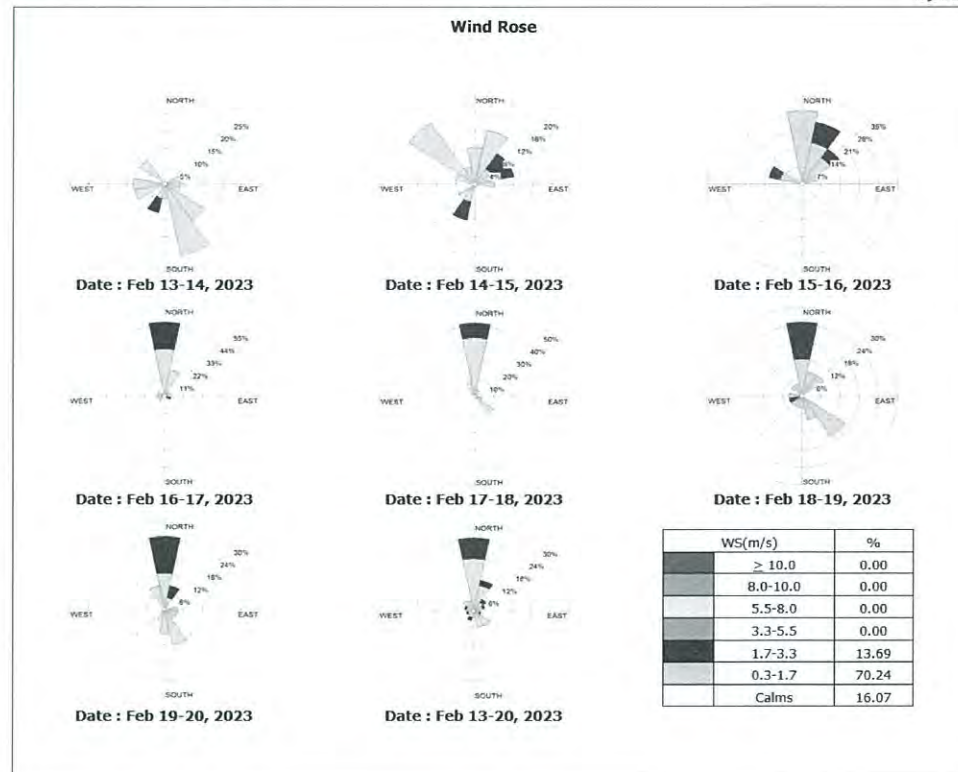 Wind Rose
NORTH
25%
20%
15%
10%
5%
WEST
EAST
SOUTH
Date : Feb 13-14, 2023
NORTH
20%
16%
12%
8%
4%
WEST
EAST
SOUTH
Date : Feb 14-15, 2023
NORTH
35%
28%
21%
14%
7%
WEST
EAST
SOUTH
Date : Feb 15-16, 2023
NORTH
55%
44%
33%
22%
11%
WEST
EAST
SOUTH
Date : Feb 16-17, 2023
NORTH
50%
40%
30%
20%
10%
WEST
EAST
SOUTH
Date : Feb 17-18, 2023
NORTH
30%
24%
18%
12%
6%
WEST
EAST
SOUTH
Date : Feb 18-19, 2023
NORTH
30%
24%
18%
12%
6%
WEST
EAST
SOUTH
Date : Feb 19-20, 2023
NORTH
30%
24%
18%
12%
6%
WEST
EAST
SOUTH
Date : Feb 13-20, 2023
WS(m/s) %
≥ 10.0 0.00
8.0-10.0 0.00
5.5-8.0 0.00
3.3-5.5 0.00
1.7-3.3 13.69
0.3-1.7 70.24
Calms 16.07